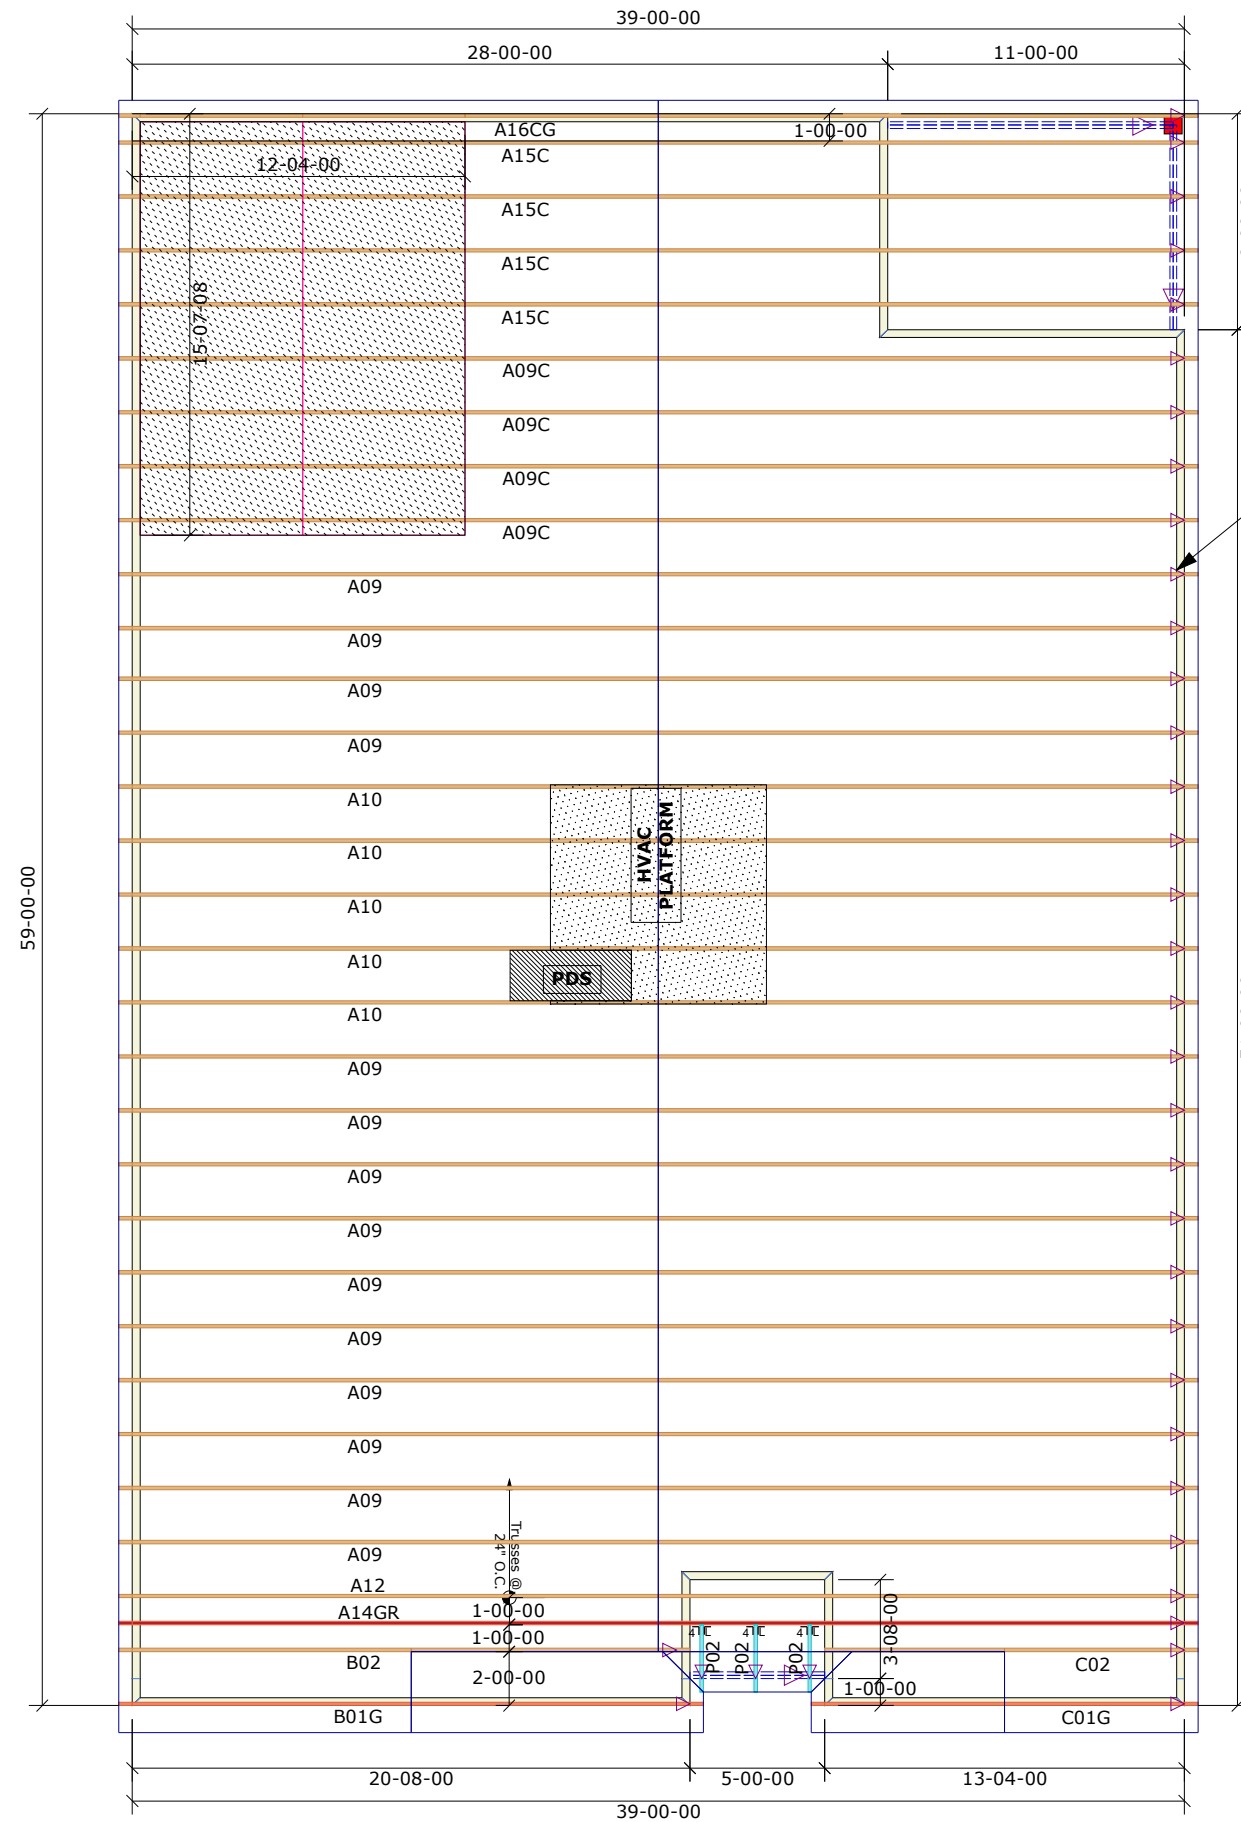 39-00-00
28-00-00
11-00-00
A16CG
1-00-00
A15C
12-04-00
A15C
A15C
15-07-08
A15C
A09C
A09C
A09C
A09C
A09
A09
A09
A09
A10
HVAC
PLATFORM
A10
59-00-00
A10
A10
PDS
A10
A09
A09
A09
A09
A09
A09
A09
A09
A09
Trusses @
24" O.C.
A09
A12
A14GR
1-00-00
1-00-00
3-08-00
P02
P02
P02
B02
C02
2-00-00
1-00-00
B01G
C01G
20-08-00
5-00-00
13-04-00
39-00-00